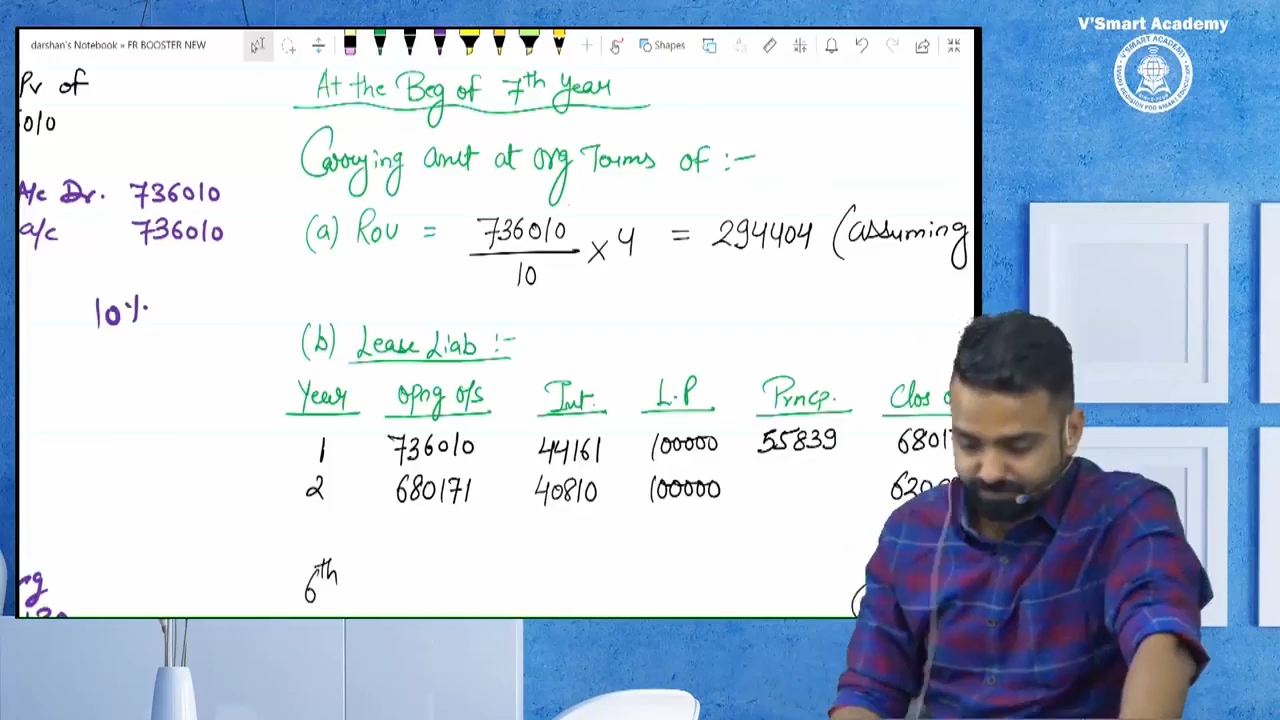 V'Smart Academy
darshan's Notebook » FR BOOSTER NEW
Shapes
Pv of
A/c Dr. 736010
a/c 736010
10%
At the Beg of 7th Year
Carrying amt at org Terms of :-
(a) Rou = 736010 / 10 × 4 = 294404 (assuming
(b) Lease Liab :-
Year opng o/s Int. L.P Prncp. Clos
1 736010 44161 100000 55839 6801
2 680171 40810 100000
6th